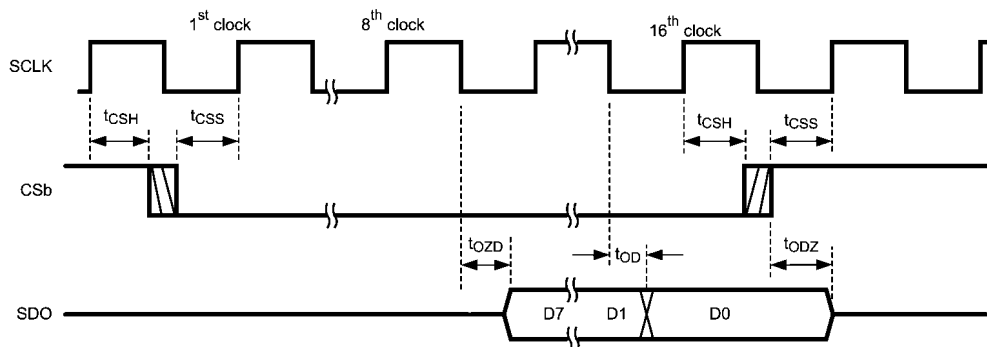 1st clock 8th clock 16th clock
SCLK
tCSH tCSS tCSH tCSS
CSb
tOZD tOD tODZ
SDO D7 D1 D0